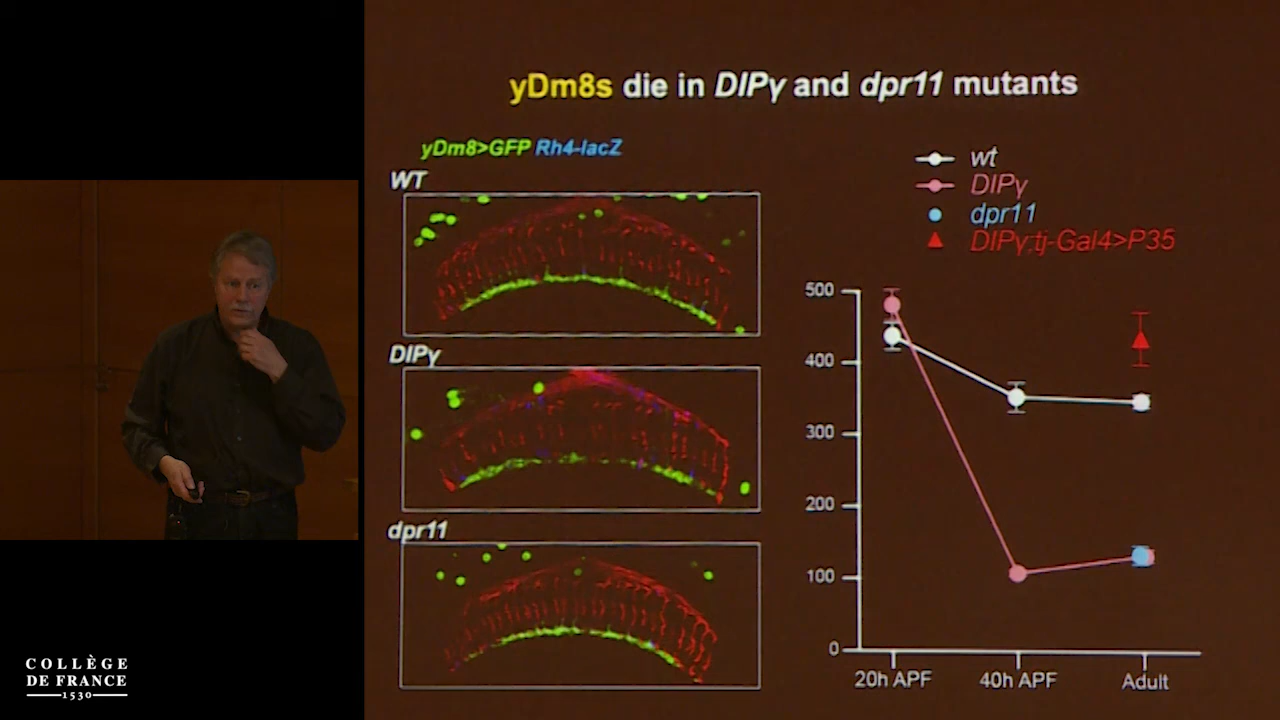 yDm8s die in DIPγ and dpr11 mutants
yDm8>GFP Rh4-lacZ
WT
DIPγ
dpr11
wt
DIPγ
dpr11
DIPγ;tj-Gal4>P35
500
400
300
200
100
0
20h APF
40h APF
Adult
COLLÈGE
DE FRANCE
1530